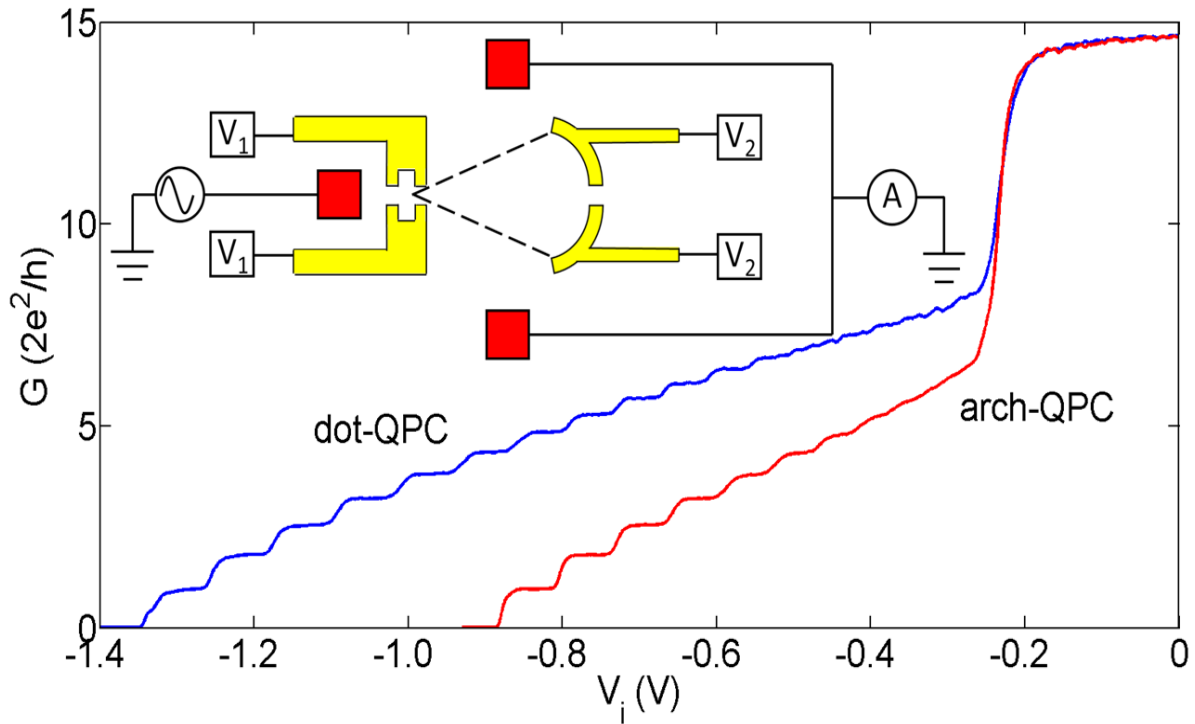 15
10
5
0
G (2e²/h)
V₁
V₁
V₂
V₂
A
dot-QPC
arch-QPC
-1.4 -1.2 -1.0 -0.8 -0.6 -0.4 -0.2 0
Vᵢ (V)